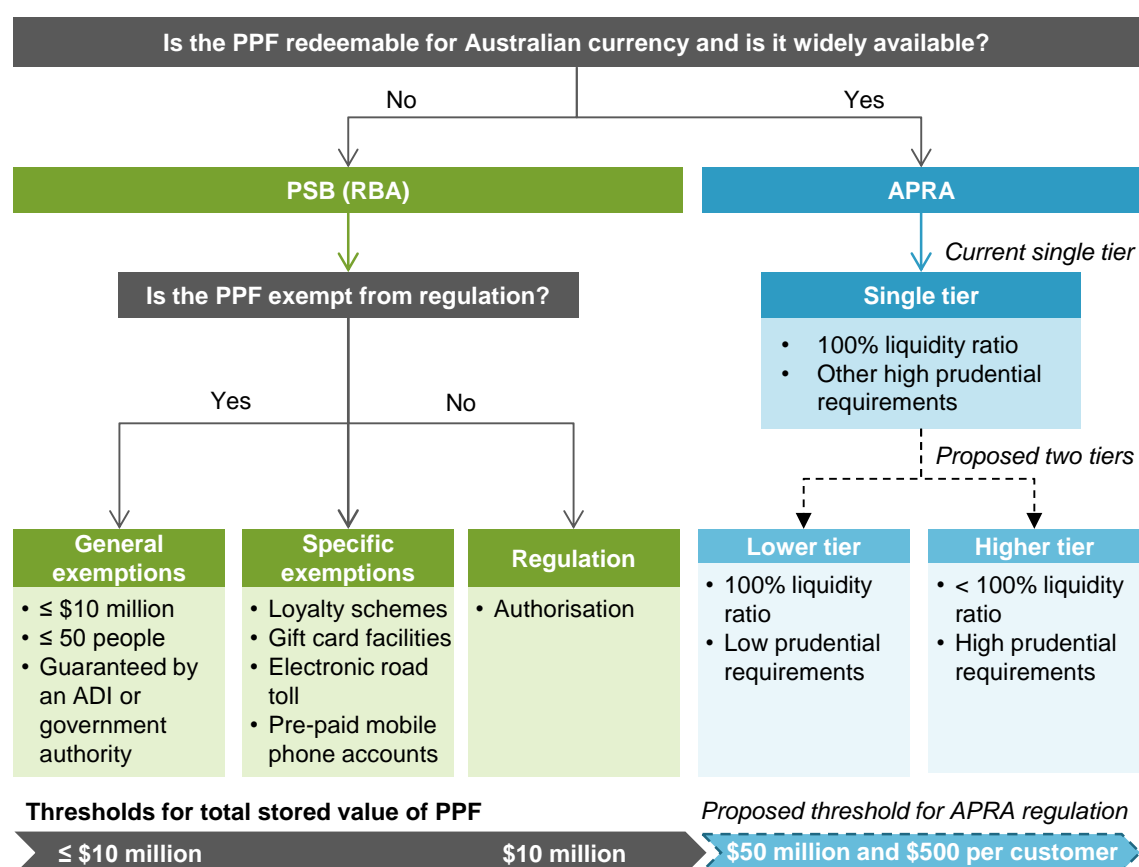 Is the PPF redeemable for Australian currency and is it widely available?
No
Yes
PSB (RBA)
APRA
Current single tier
Is the PPF exempt from regulation?
Single tier
• 100% liquidity ratio
• Other high prudential
requirements
Yes
No
Proposed two tiers
General
exemptions
• ≤ $10 million
• ≤ 50 people
• Guaranteed by
an ADI or
government
authority
Specific
exemptions
• Loyalty schemes
• Gift card facilities
• Electronic road
toll
• Pre-paid mobile
phone accounts
Regulation
• Authorisation
Lower tier
• 100% liquidity
ratio
• Low prudential
requirements
Higher tier
• < 100% liquidity
ratio
• High prudential
requirements
Thresholds for total stored value of PPF
Proposed threshold for APRA regulation
≤ $10 million
$10 million
$50 million and $500 per customer